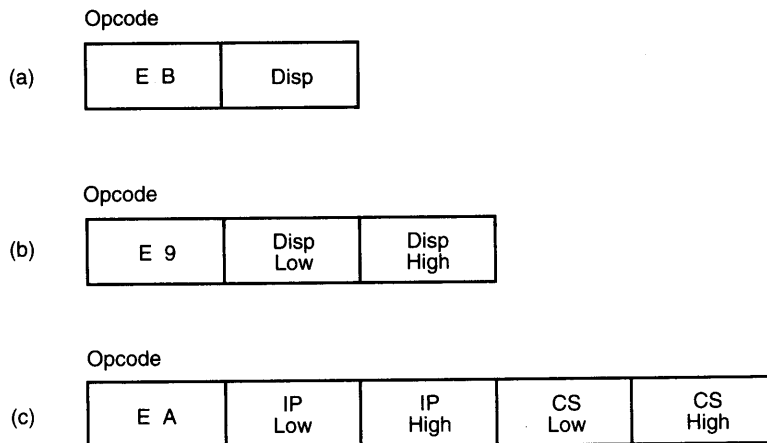 Opcode
(a) E B Disp
Opcode
(b) E 9 Disp Low Disp High
Opcode
(c) E A IP Low IP High CS Low CS High